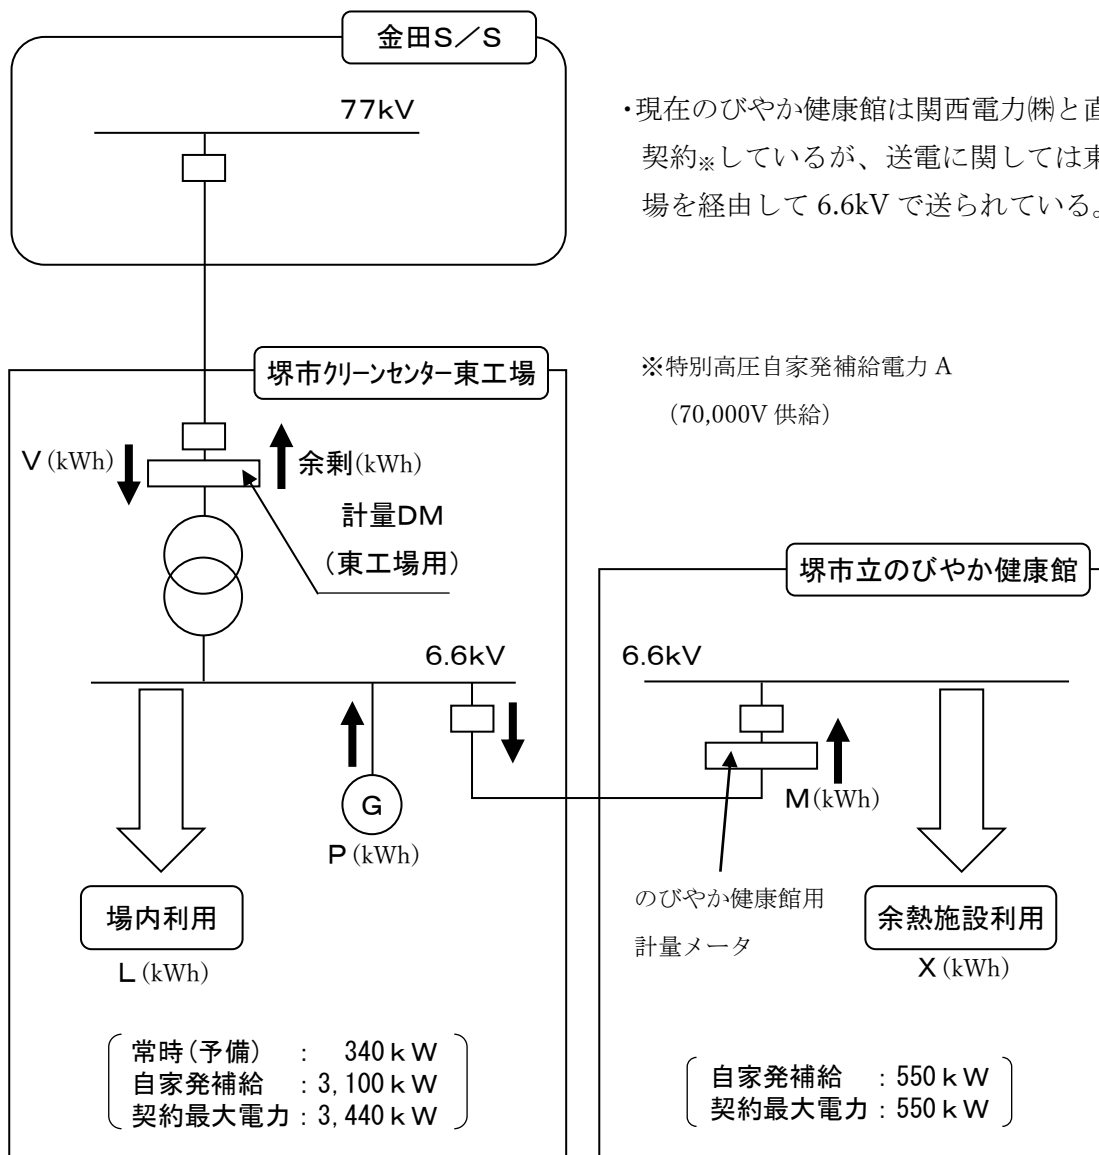 金田S／S
77kV
・現在のびやか健康館は関西電力㈱と直
契約※しているが、送電に関しては東
場を経由して 6.6kV で送られている。
堺市クリーンセンター東工場
※特別高圧自家発補給電力 A
（70,000V 供給）
V(kWh)
余剰(kWh)
計量DM
（東工場用）
堺市立のびやか健康館
6.6kV
6.6kV
G
P(kWh)
M(kWh)
場内利用
L(kWh)
のびやか健康館用
計量メータ
余熱施設利用
X(kWh)
常時(予備) ： 340kW
自家発補給 ：3,100kW
契約最大電力：3,440kW
自家発補給 ：550kW
契約最大電力：550kW